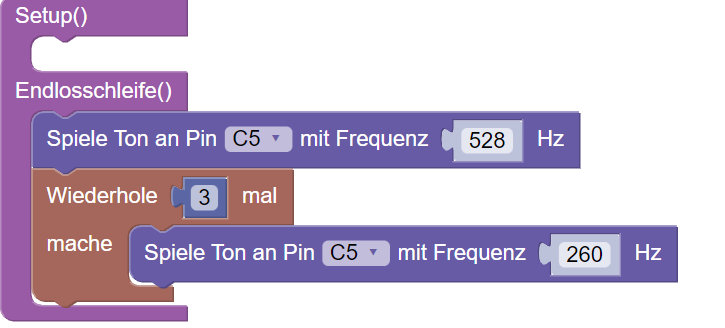 Setup()
Endlosschleife()
Spiele Ton an Pin C5 mit Frequenz 528 Hz
Wiederhole 3 mal
mache Spiele Ton an Pin C5 mit Frequenz 260 Hz